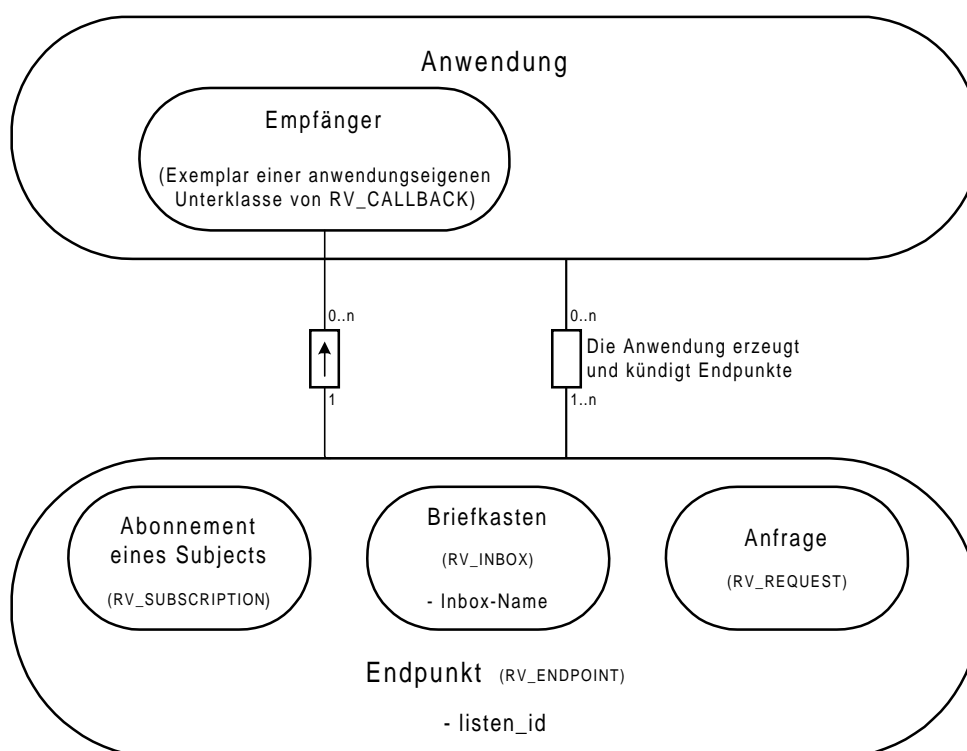 Anwendung
Empfänger
(Exemplar einer anwendungseigenen
Unterklasse von RV_CALLBACK)
0..n
1
0..n
Die Anwendung erzeugt
und kündigt Endpunkte
1..n
Abonnement
eines Subjects
(RV_SUBSCRIPTION)
Briefkasten
(RV_INBOX)
- Inbox-Name
Anfrage
(RV_REQUEST)
Endpunkt (RV_ENDPOINT)
- listen_id